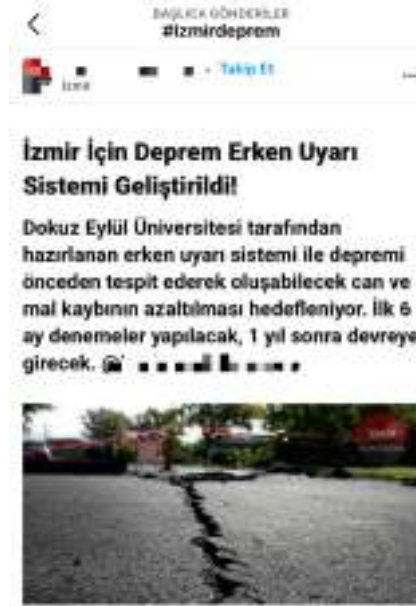 BAŞLICA GÖNDERİLER
#izmirdeprem
Takip Et
İzmir
İzmir İçin Deprem Erken Uyarı
Sistemi Geliştirildi!
Dokuz Eylül Üniversitesi tarafından
hazırlanan erken uyarı sistemi ile depremi
önceden tespit ederek oluşabilecek can ve
mal kaybının azaltılması hedefleniyor. İlk 6
ay denemeler yapılacak, 1 yıl sonra devreye
girecek.